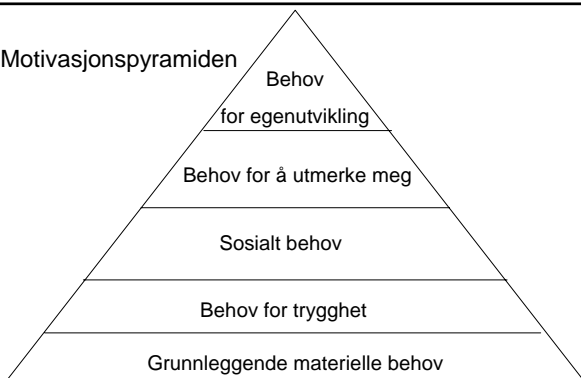 Motivasjonspyramiden
Behov
for egenutvikling
Behov for å utmerke meg
Sosialt behov
Behov for trygghet
Grunnleggende materielle behov